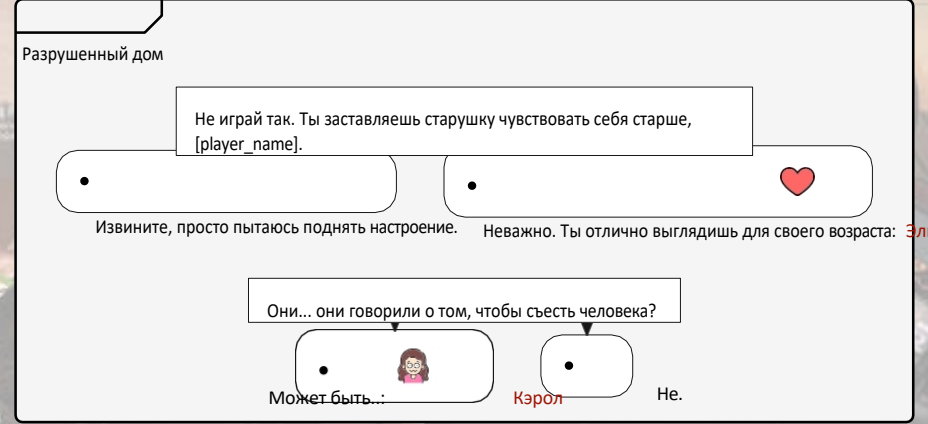 Разрушенный дом
Не играй так. Ты заставляешь старушку чувствовать себя старше,
[player_name].
Извините, просто пытаюсь поднять настроение.
Неважно. Ты отлично выглядишь для своего возраста:
Они... они говорили о том, чтобы съесть человека?
Может быть..: Кэрол
Не.